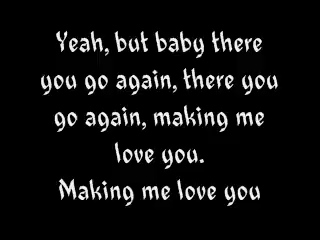 Yeah, but baby there
you go again, there you
go again, making me
love you.
Making me love you